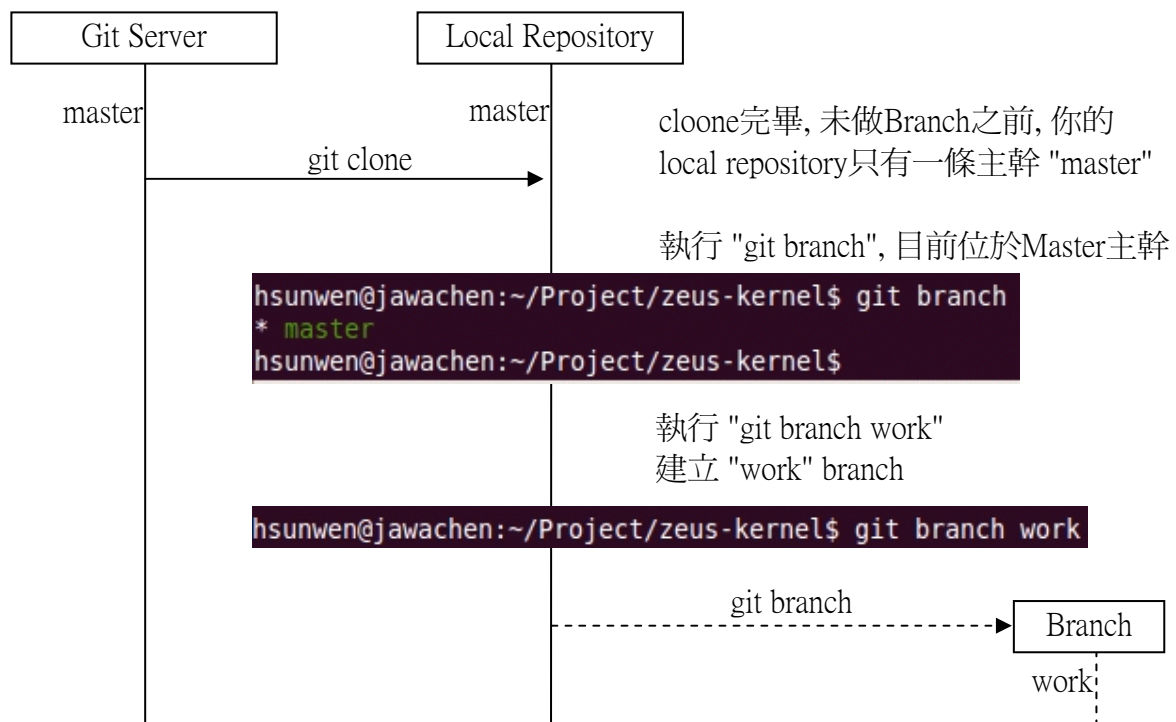 Git Server
Local Repository
master
master
git clone
cloone完畢, 未做Branch之前, 你的
local repository只有一條主幹 "master"
執行 "git branch", 目前位於Master主幹
hsunwen@jawachen:~/Project/zeus-kernel$ git branch
* master
hsunwen@jawachen:~/Project/zeus-kernel$
執行 "git branch work"
建立 "work" branch
hsunwen@jawachen:~/Project/zeus-kernel$ git branch work
git branch
Branch
work